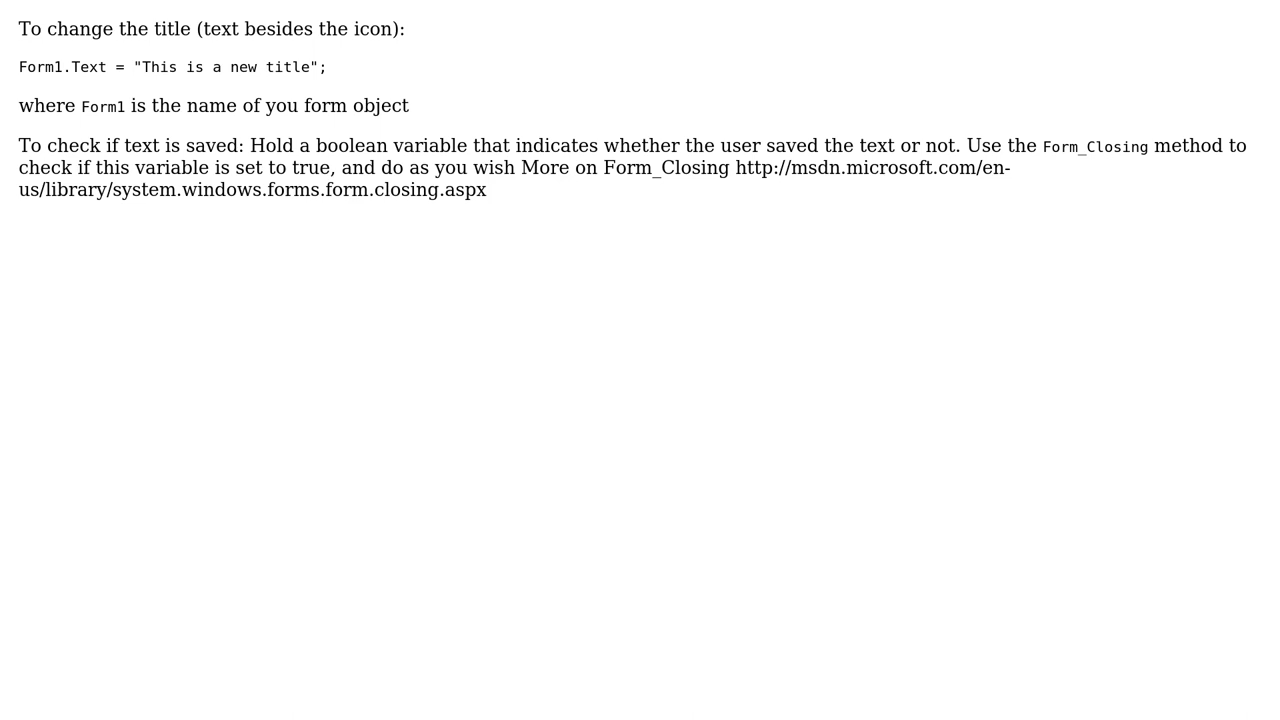 To change the title (text besides the icon):
Form1.Text = "This is a new title";
where Form1 is the name of you form object
To check if text is saved: Hold a boolean variable that indicates whether the user saved the text or not. Use the Form_Closing method to
check if this variable is set to true, and do as you wish More on Form_Closing http://msdn.microsoft.com/en-
us/library/system.windows.forms.form.closing.aspx